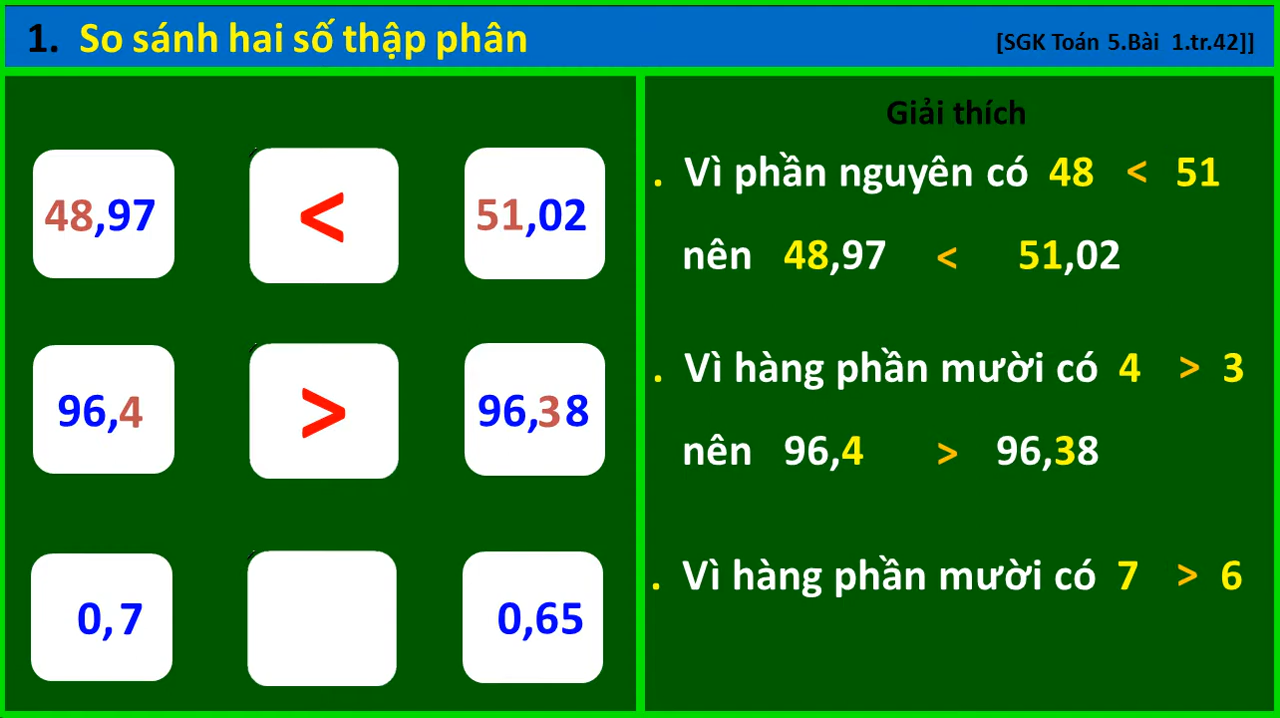 1. So sánh hai số thập phân
[SGK Toán 5.Bài 1.tr.42]]
48,97 < 51,02
96,4 > 96,38
0,7 0,65
Giải thích
. Vì phần nguyên có 48 < 51
nên 48,97 < 51,02
. Vì hàng phần mười có 4 > 3
nên 96,4 > 96,38
. Vì hàng phần mười có 7 > 6